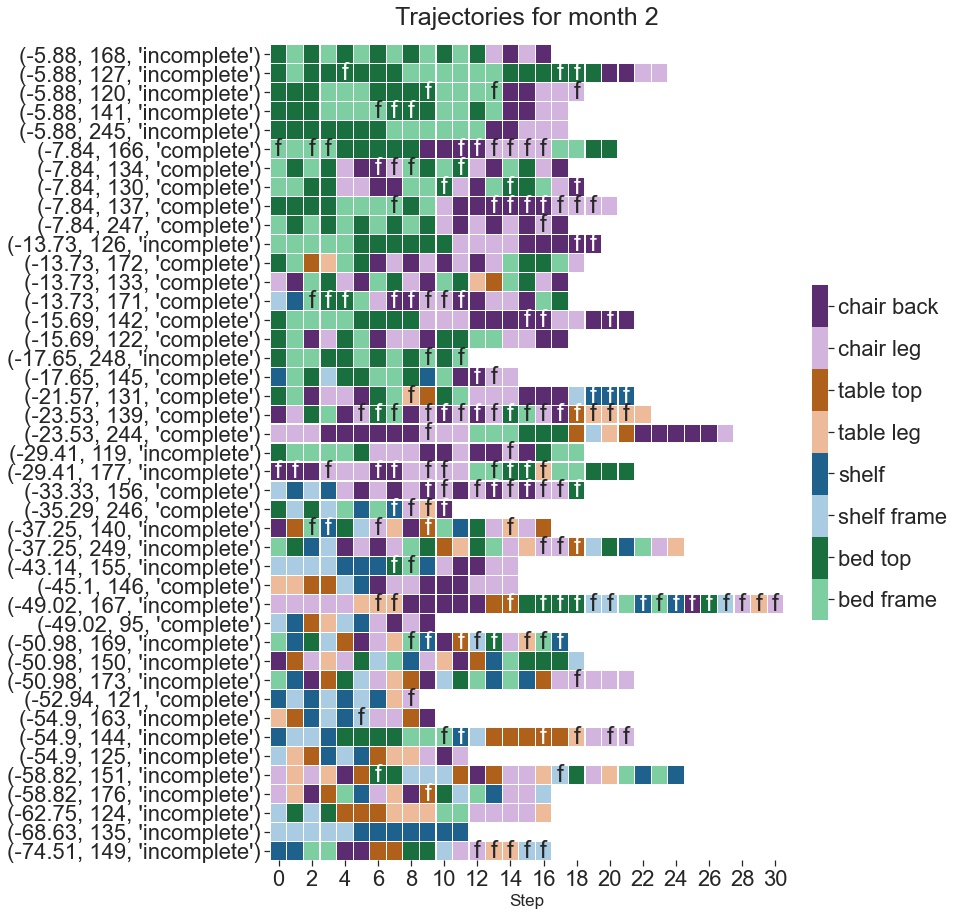 Trajectories for month 2
(-5.88, 168, 'incomplete')
(-5.88, 127, 'incomplete') f f f
(-5.88, 120, 'incomplete') f f f
(-5.88, 141, 'incomplete') f f f
(-5.88, 245, 'incomplete')
(-7.84, 166, 'complete') f f f f f f f f f
(-7.84, 134, 'complete') f f f f
(-7.84, 130, 'complete') f f f
(-7.84, 137, 'complete') f f f f f f f f
(-7.84, 247, 'complete') f
(-13.73, 126, 'incomplete') f f
(-13.73, 172, 'complete')
(-13.73, 133, 'complete')
(-13.73, 171, 'complete') f f f f f f f f
(-15.69, 142, 'complete') f f f
(-15.69, 122, 'complete')
(-17.65, 248, 'incomplete') f f
(-17.65, 145, 'complete') f f
(-21.57, 131, 'complete') f f f f
(-23.53, 139, 'complete') f f f f f f f f f f f f f f f f
(-23.53, 244, 'complete') f
(-29.41, 119, 'incomplete') f
(-29.41, 177, 'incomplete') f f f f f f f f f f f
(-33.33, 156, 'complete') f f f f f f f f f
(-35.29, 246, 'complete') f f f f
(-37.25, 140, 'incomplete') f f f f f
(-37.25, 249, 'incomplete') f f f
(-43.14, 155, 'incomplete') f f
(-45.1, 146, 'complete')
(-49.02, 167, 'incomplete') f f f f f f f f f f f f f f f f f
(-49.02, 95, 'complete')
(-50.98, 169, 'incomplete') f f f f f f f
(-50.98, 150, 'incomplete')
(-50.98, 173, 'incomplete') f
(-52.94, 121, 'complete') f
(-54.9, 163, 'incomplete') f
(-54.9, 144, 'incomplete') f f f f f f
(-54.9, 125, 'incomplete')
(-58.82, 151, 'incomplete') f f
(-58.82, 176, 'incomplete') f
(-62.75, 124, 'incomplete')
(-68.63, 135, 'incomplete')
(-74.51, 149, 'incomplete') f f f f f
0 2 4 6 8 10 12 14 16 18 20 22 24 26 28 30
Step
chair back
chair leg
table top
table leg
shelf
shelf frame
bed top
bed frame